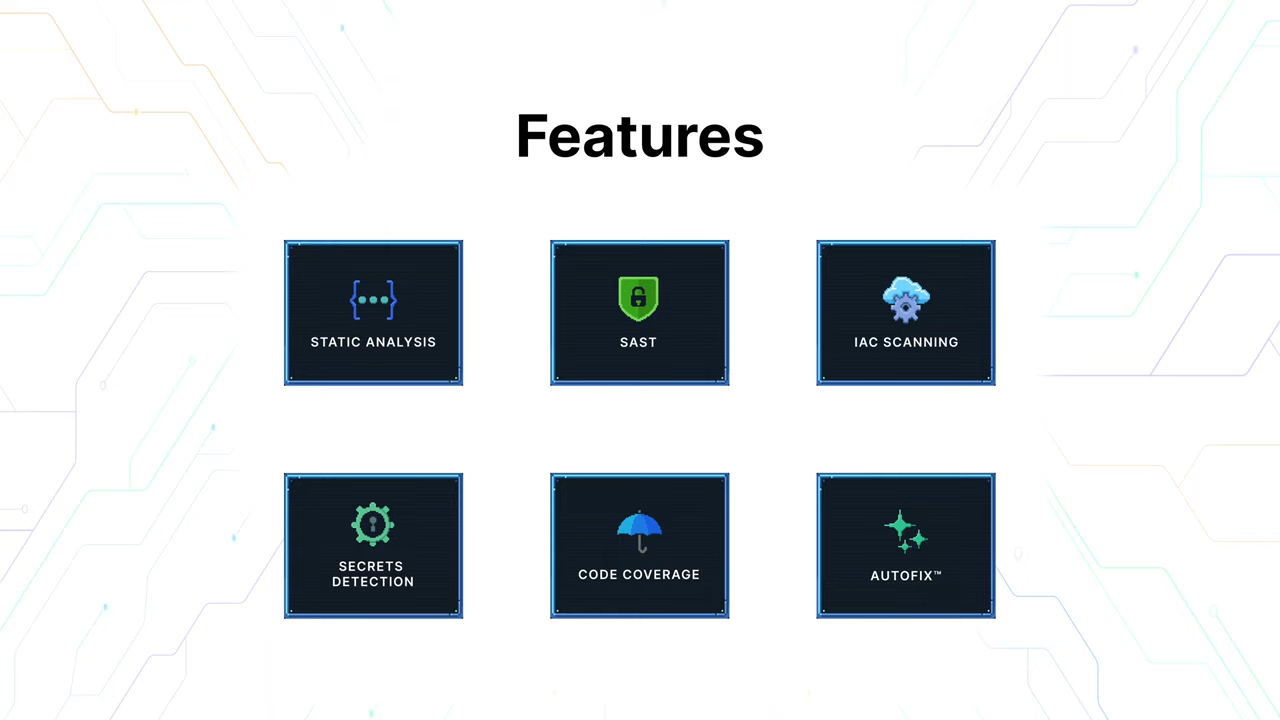 Features
STATIC ANALYSIS
SAST
IAC SCANNING
SECRETS
DETECTION
CODE COVERAGE
AUTOFIX™